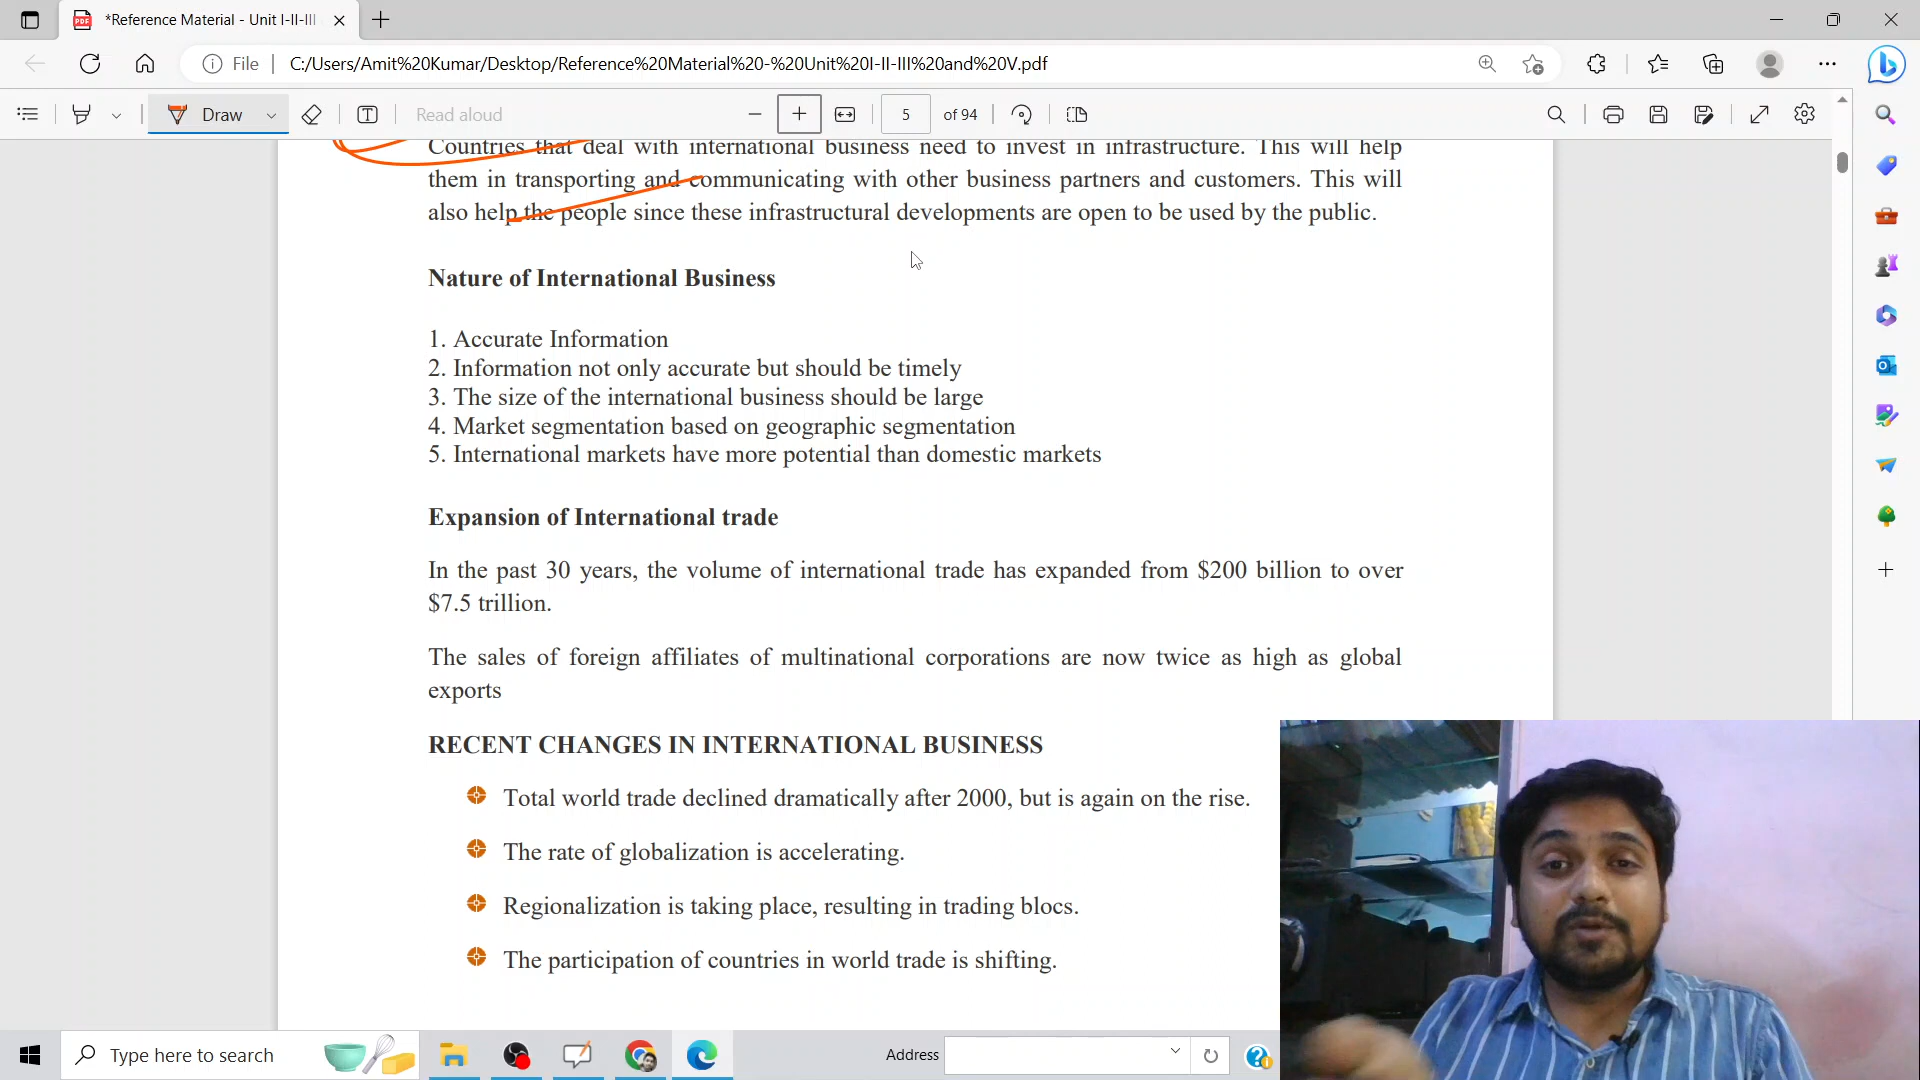 *Reference Material - Unit I-II-III
File
C:/Users/Amit%20Kumar/Desktop/Reference%20Material%20-%20Unit%20I-II-III%20and%20V.pdf
Draw
Read aloud
5 of 94
Countries that deal with international business need to invest in infrastructure. This will help
them in transporting and communicating with other business partners and customers. This will
also help the people since these infrastructural developments are open to be used by the public.
Nature of International Business
1. Accurate Information
2. Information not only accurate but should be timely
3. The size of the international business should be large
4. Market segmentation based on geographic segmentation
5. International markets have more potential than domestic markets
Expansion of International trade
In the past 30 years, the volume of international trade has expanded from $200 billion to over
$7.5 trillion.
The sales of foreign affiliates of multinational corporations are now twice as high as global
exports
RECENT CHANGES IN INTERNATIONAL BUSINESS
Total world trade declined dramatically after 2000, but is again on the rise.
The rate of globalization is accelerating.
Regionalization is taking place, resulting in trading blocs.
The participation of countries in world trade is shifting.
Type here to search
Address